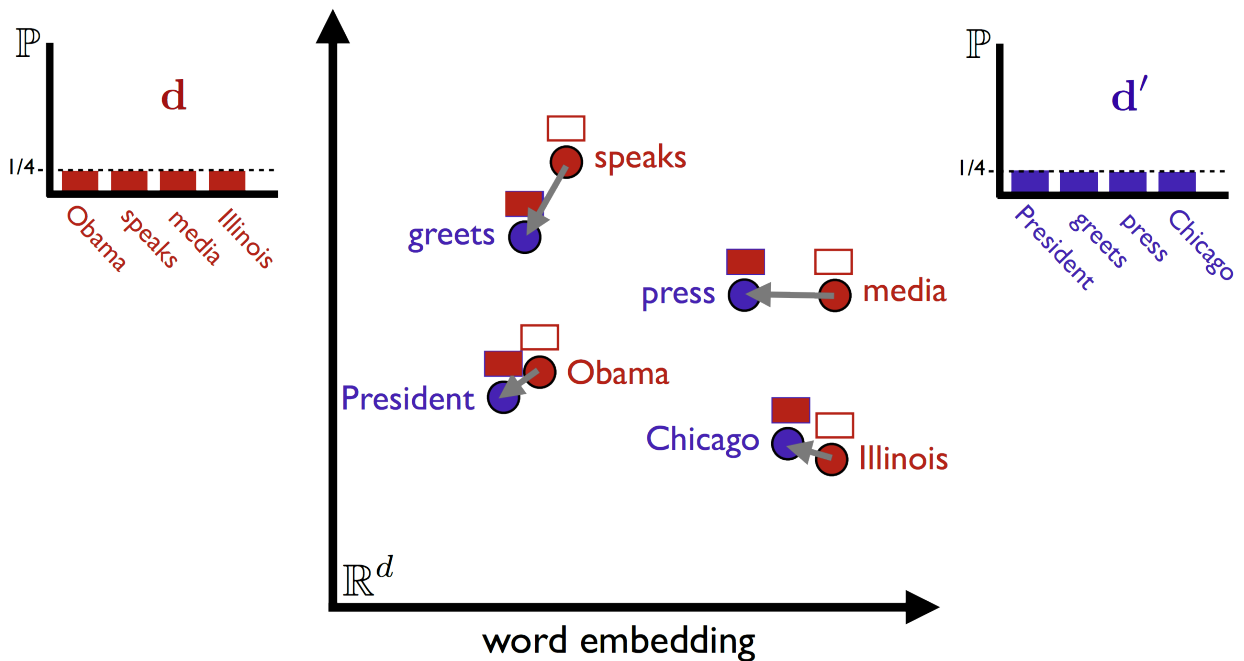 ℙ
d
1/4
Obama
speaks
media
Illinois
speaks
greets
press
media
Obama
President
Chicago
Illinois
ℝᵈ
word embedding
ℙ
d′
1/4
President
greets
press
Chicago